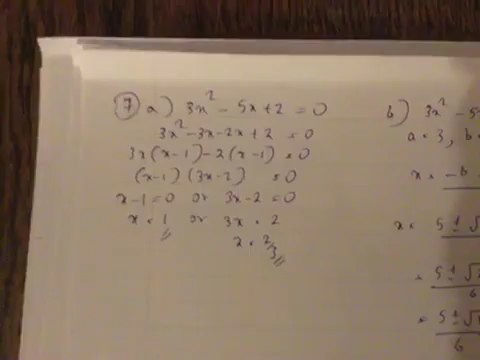 7 a) 3x² - 5x + 2 = 0
3x² - 3x - 2x + 2 = 0
3x(x-1) - 2(x-1) = 0
(x-1) (3x-2) = 0
x-1 = 0 or 3x-2 = 0
x = 1 or 3x = 2
x = 2/3
b) 3x² - 5
a = 3, b =
x = -b -
x = 5 ± √
= 5 ± √
6
= 5 ± √
6